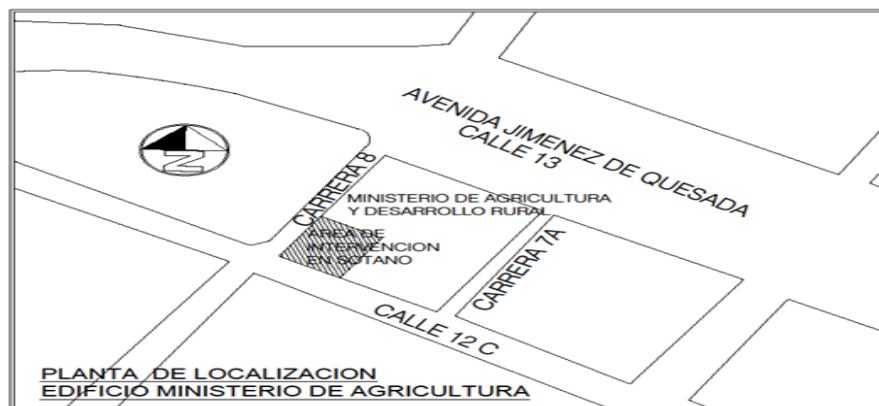 AVENIDA JIMENEZ DE QUESADA
CALLE 13
N
CARRERA 8
MINISTERIO DE AGRICULTURA
Y DESARROLLO RURAL
AREA DE
INTERVENCION
EN SOTANO
CARRERA 7A
CALLE 12 C
PLANTA DE LOCALIZACION
EDIFICIO MINISTERIO DE AGRICULTURA